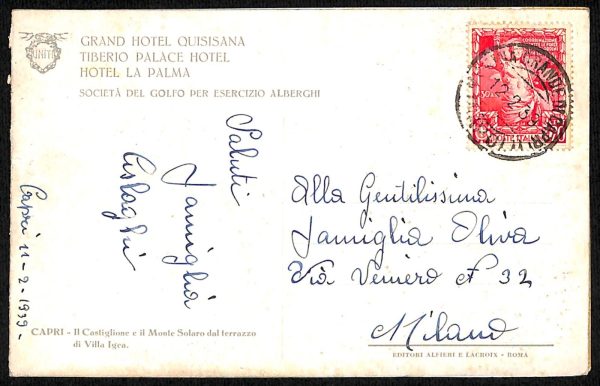 UNITI
GRAND HOTEL QUISISANA
TIBERIO PALACE HOTEL
HOTEL LA PALMA
SOCIETÀ DEL GOLFO PER ESERCIZIO ALBERGHI
Saluti
Famiglia
Capri 11-2-1939-
Alla Gentilissima
Famiglia Oliva
Via Veniero N° 32
Milano
CAPRI - Il Castiglione e il Monte Solaro dal terrazzo
di Villa Igea.
EDITORI ALFIERI E LACROIX - ROMA